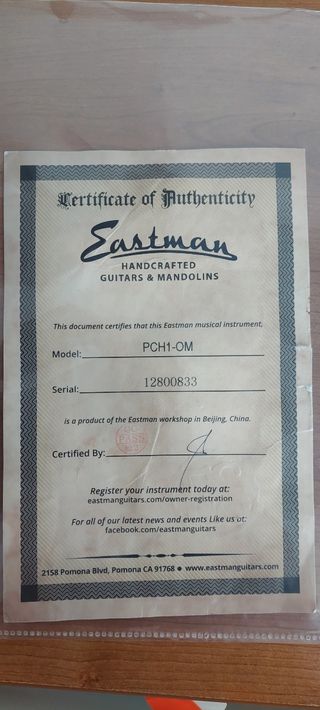 Certificate of Authenticity
Eastman
HANDCRAFTED
GUITARS & MANDOLINS
This document certifies that this Eastman musical instrument,
Model: PCH1-OM
Serial: 12800833
is a product of the Eastman workshop in Beijing, China.
Certified By:
Register your instrument today at:
eastmanguitars.com/owner-registration
For all of our latest news and events Like us at:
facebook.com/eastmanguitars
2158 Pomona Blvd, Pomona CA 91768 ● www.eastmanguitars.com